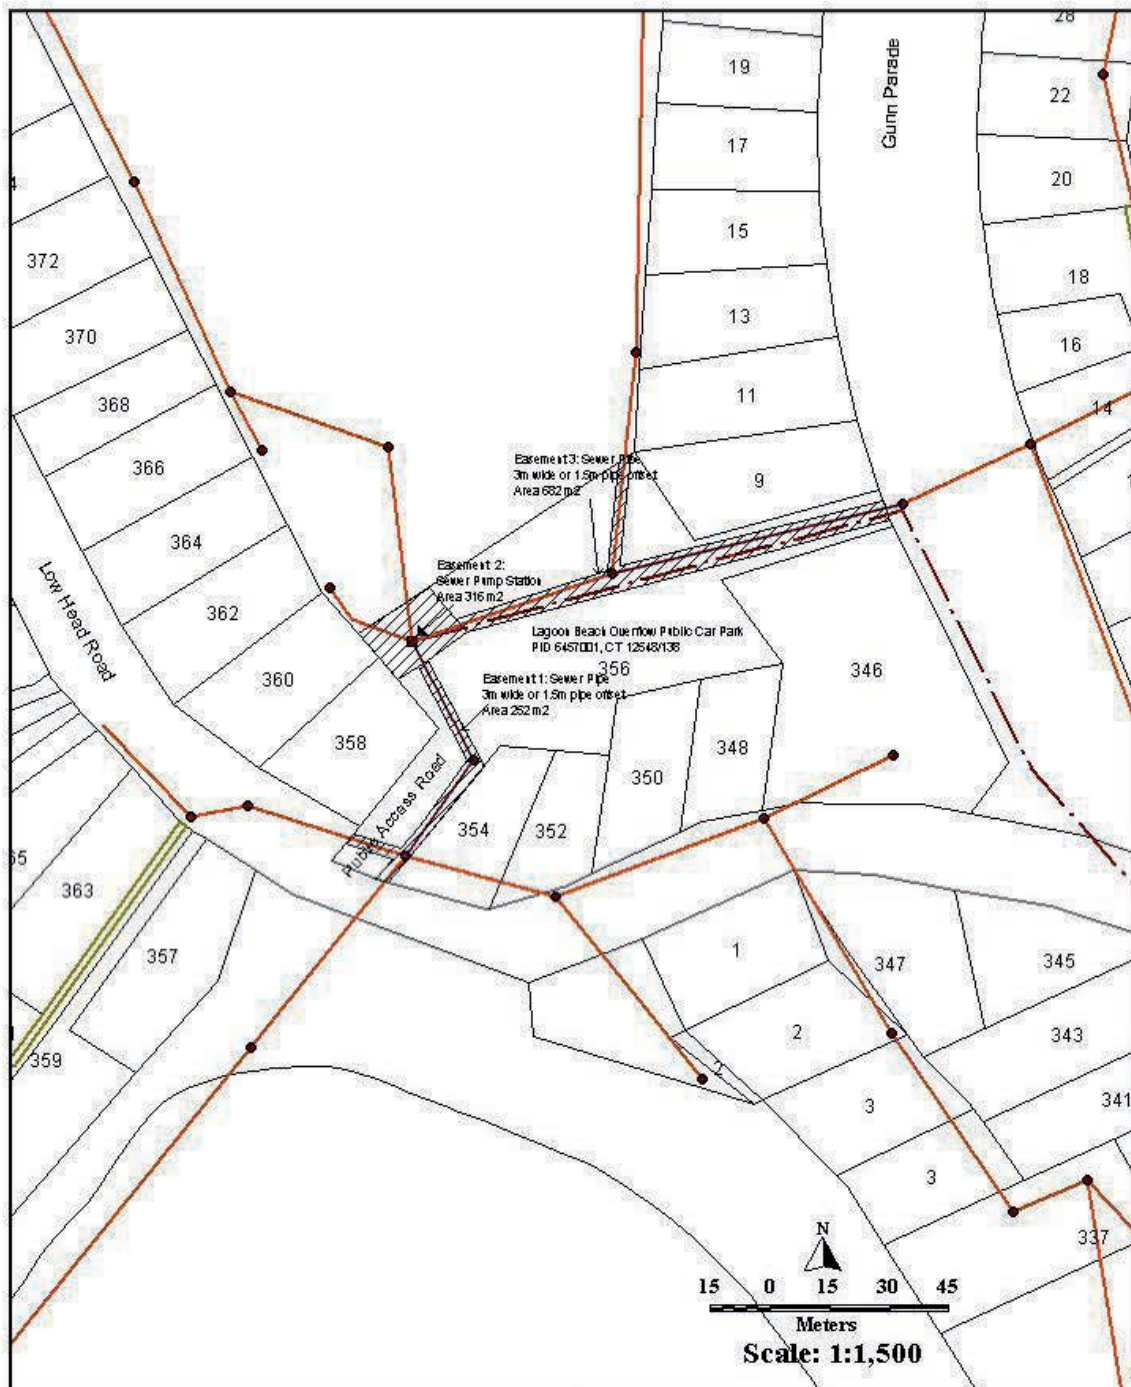 28
19
22
Gunn Parade
17
20
4
15
372
18
13
370
16
11
368
14
366
9
Easement 3: Sewer Pipe
3m wide or 1.5m pipe offset
Area 682 m2
364
Low Head Road
Easement 2:
Sewer Pump Station
Area 316 m2
362
Lagoon Beach Overflow Public Car Park
PID 6457001, CT 12548/138
356
346
360
Easement 1: Sewer Pipe
3m wide or 1.5m pipe offset
Area 252 m2
358
348
350
Public Access Road
354
352
55
363
357
1
347
345
2
343
359
2
3
341
3
337
N
15 0 15 30 45
Meters
Scale: 1:1,500